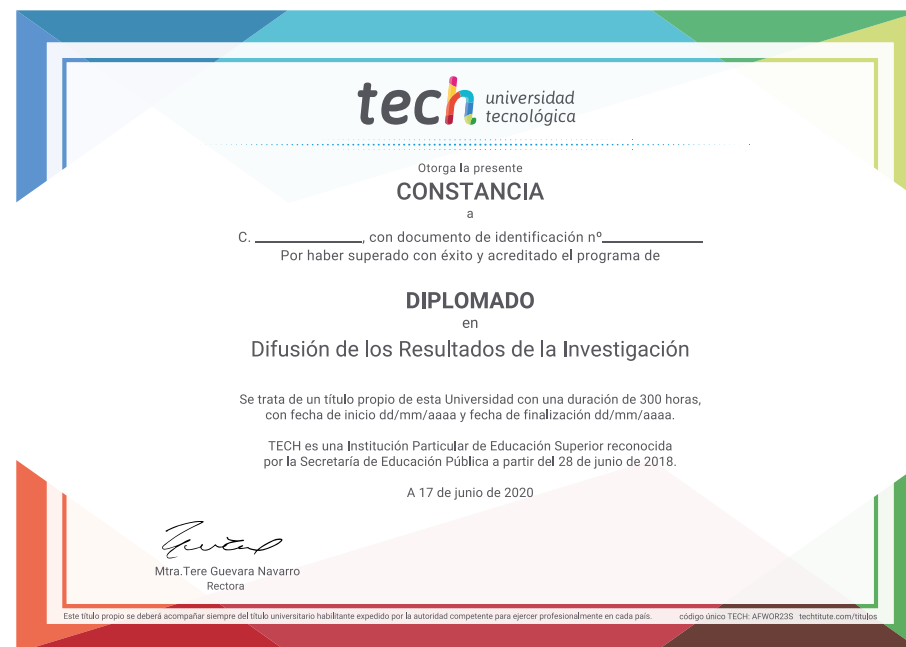 tech universidad
tecnológica
Otorga la presente
CONSTANCIA
a
C. ____________, con documento de identificación nº____________
Por haber superado con éxito y acreditado el programa de
DIPLOMADO
en
Difusión de los Resultados de la Investigación
Se trata de un título propio de esta Universidad con una duración de 300 horas,
con fecha de inicio dd/mm/aaaa y fecha de finalización dd/mm/aaaa.
TECH es una Institución Particular de Educación Superior reconocida
por la Secretaría de Educación Pública a partir del 28 de junio de 2018.
A 17 de junio de 2020
Mtra.Tere Guevara Navarro
Rectora
Este título propio se deberá acompañar siempre del título universitario habilitante expedido por la autoridad competente para ejercer profesionalmente en cada país. código único TECH: AFWOR23S techtitute.com/titulos